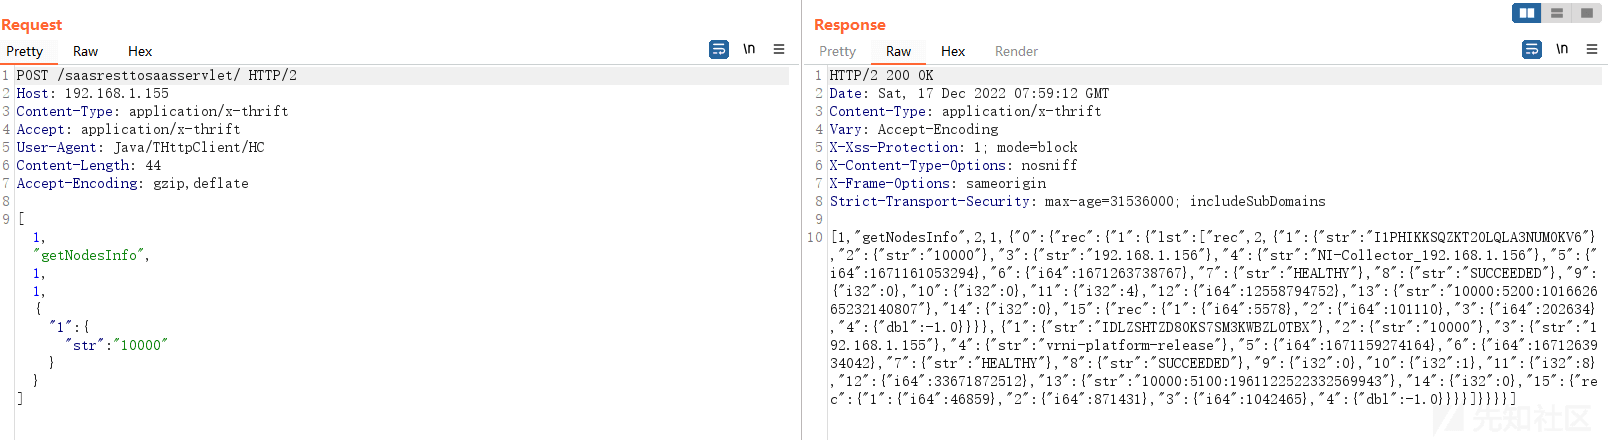 Request
Pretty Raw Hex \n
1 POST /saasresttosaasservlet/ HTTP/2
2 Host: 192.168.1.155
3 Content-Type: application/x-thrift
4 Accept: application/x-thrift
5 User-Agent: Java/THttpClient/HC
6 Content-Length: 44
7 Accept-Encoding: gzip,deflate
8
9 [
1,
"getNodesInfo",
1,
1,
{
"1":{
"str":"10000"
}
}
]
Response
Pretty Raw Hex Render \n
1 HTTP/2 200 OK
2 Date: Sat, 17 Dec 2022 07:59:12 GMT
3 Content-Type: application/x-thrift
4 Vary: Accept-Encoding
5 X-Xss-Protection: 1; mode=block
6 X-Content-Type-Options: nosniff
7 X-Frame-Options: sameorigin
8 Strict-Transport-Security: max-age=31536000; includeSubDomains
9
10 [1,"getNodesInfo",2,1,{"0":{"rec":{"1":{"lst":["rec",2,{"1":{"str":"I1PHIKKSQZKT20LQLA3NUM0KV6"}
,"2":{"str":"10000"},"3":{"str":"192.168.1.156"},"4":{"str":"NI-Collector_192.168.1.156"},"5":{"
i64":1671161053294},"6":{"i64":1671263738767},"7":{"str":"HEALTHY"},"8":{"str":"SUCCEEDED"},"9":
{"i32":0},"10":{"i32":0},"11":{"i32":4},"12":{"i64":12558794752},"13":{"str":"10000:5200:1016626
65232140807"},"14":{"i32":0},"15":{"rec":{"1":{"i64":5578},"2":{"i64":101110},"3":{"i64":202634}
,"4":{"dbl":-1.0}}}},{"1":{"str":"IDLZSHTZD80KS7SM3KWBZLOTBX"},"2":{"str":"10000"},"3":{"str":"1
92.168.1.155"},"4":{"str":"vrni-platform-release"},"5":{"i64":1671159274164},"6":{"i64":16712639
34042},"7":{"str":"HEALTHY"},"8":{"str":"SUCCEEDED"},"9":{"i32":0},"10":{"i32":1},"11":{"i32":8}
,"12":{"i64":33671872512},"13":{"str":"10000:5100:1961122522332569943"},"14":{"i32":0},"15":{"re
c":{"1":{"i64":46859},"2":{"i64":871431},"3":{"i64":1042465},"4":{"dbl":-1.0}}}}]}}}}]
先知社区